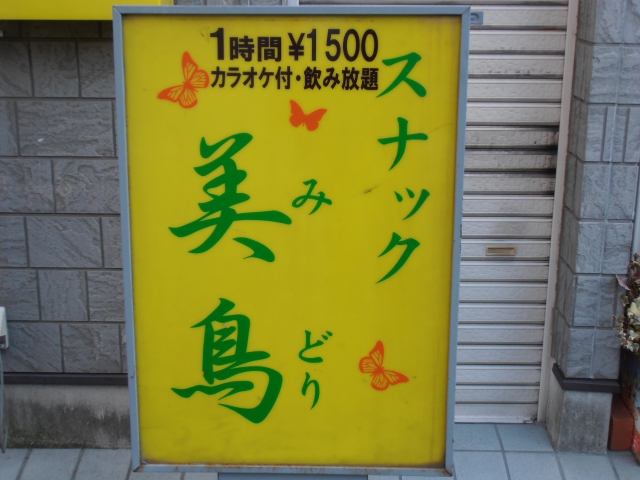 1時間¥1500
カラオケ付・飲み放題
スナック
美鳥
みどり